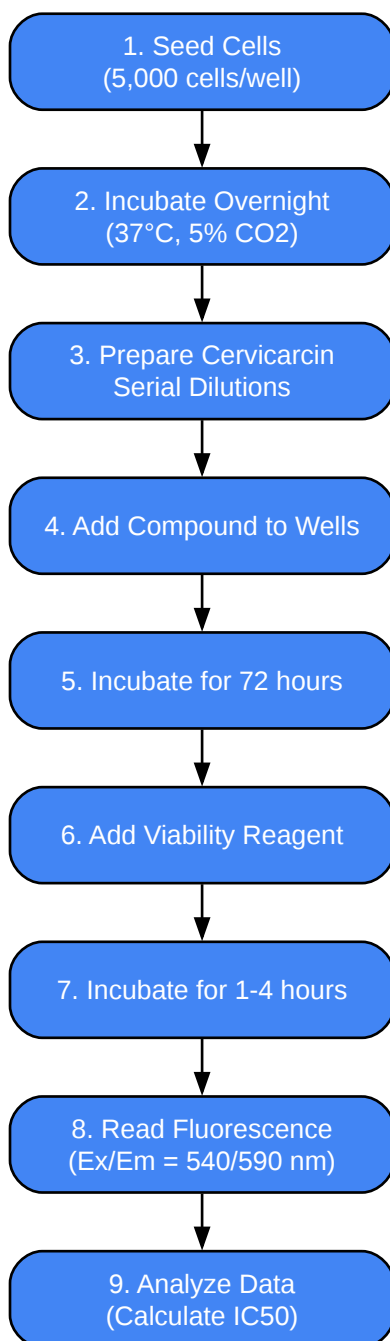 1. Seed Cells
(5,000 cells/well)
2. Incubate Overnight
(37°C, 5% CO2)
3. Prepare Cervicarcin
Serial Dilutions
4. Add Compound to Wells
5. Incubate for 72 hours
6. Add Viability Reagent
7. Incubate for 1-4 hours
8. Read Fluorescence
(Ex/Em = 540/590 nm)
9. Analyze Data
(Calculate IC50)